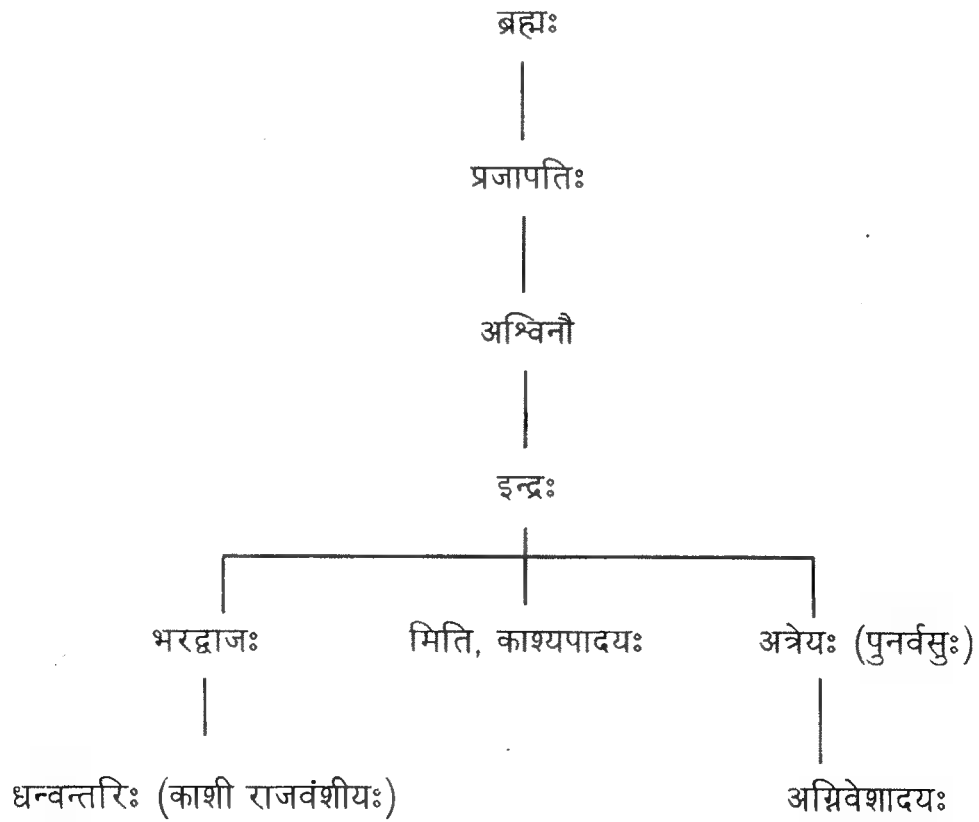 ब्रह्मः
प्रजापतिः
अश्विनौ
इन्द्रः
भरद्वाजः मिति, काश्यपादयः अत्रेयः (पुनर्वसुः)
धन्वन्तरिः (काशी राजवंशीयः) अग्निवेशादयः